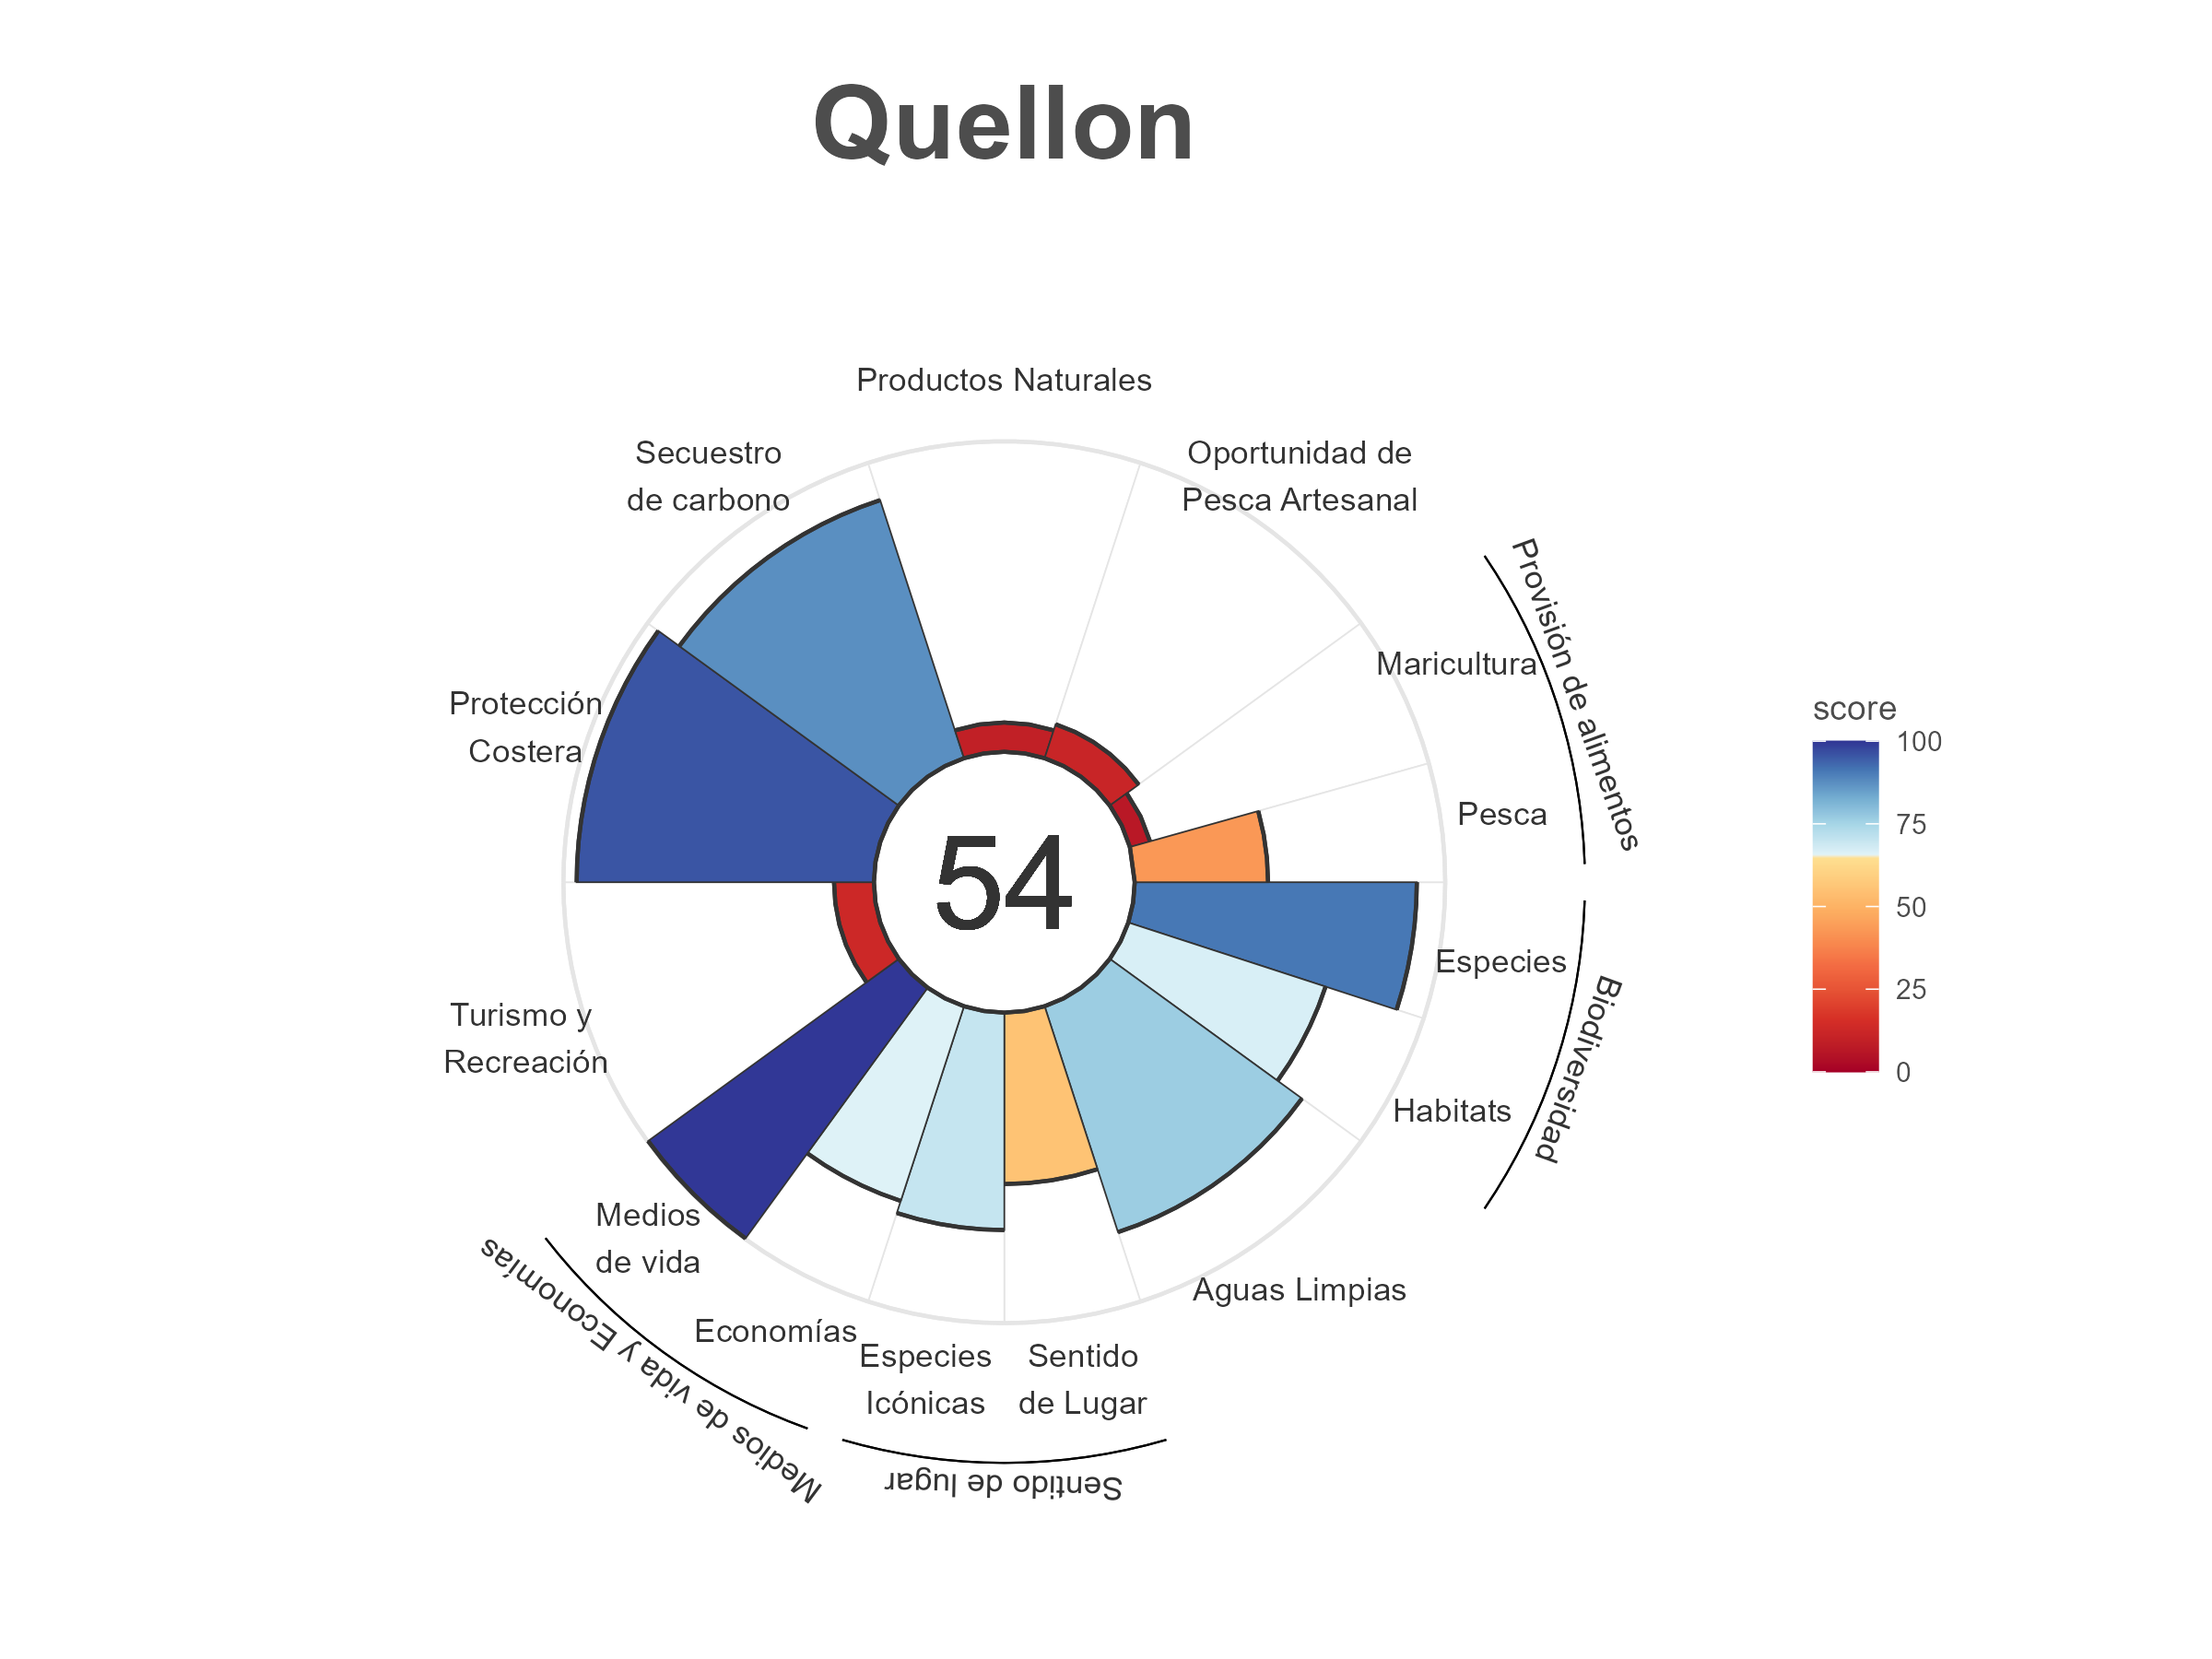 Quellon
Productos Naturales
Secuestro
de carbono
Oportunidad de
Pesca Artesanal
Provisión de alimentos
Maricultura
Protección
Costera
Pesca
54
score
100
75
50
25
0
Especies
Biodiversidad
Turismo y
Recreación
Habitats
Medios
de vida
Aguas Limpias
Economías
Especies
Icónicas
Sentido
de Lugar
Medios de vida y Economías
Sentido de lugar